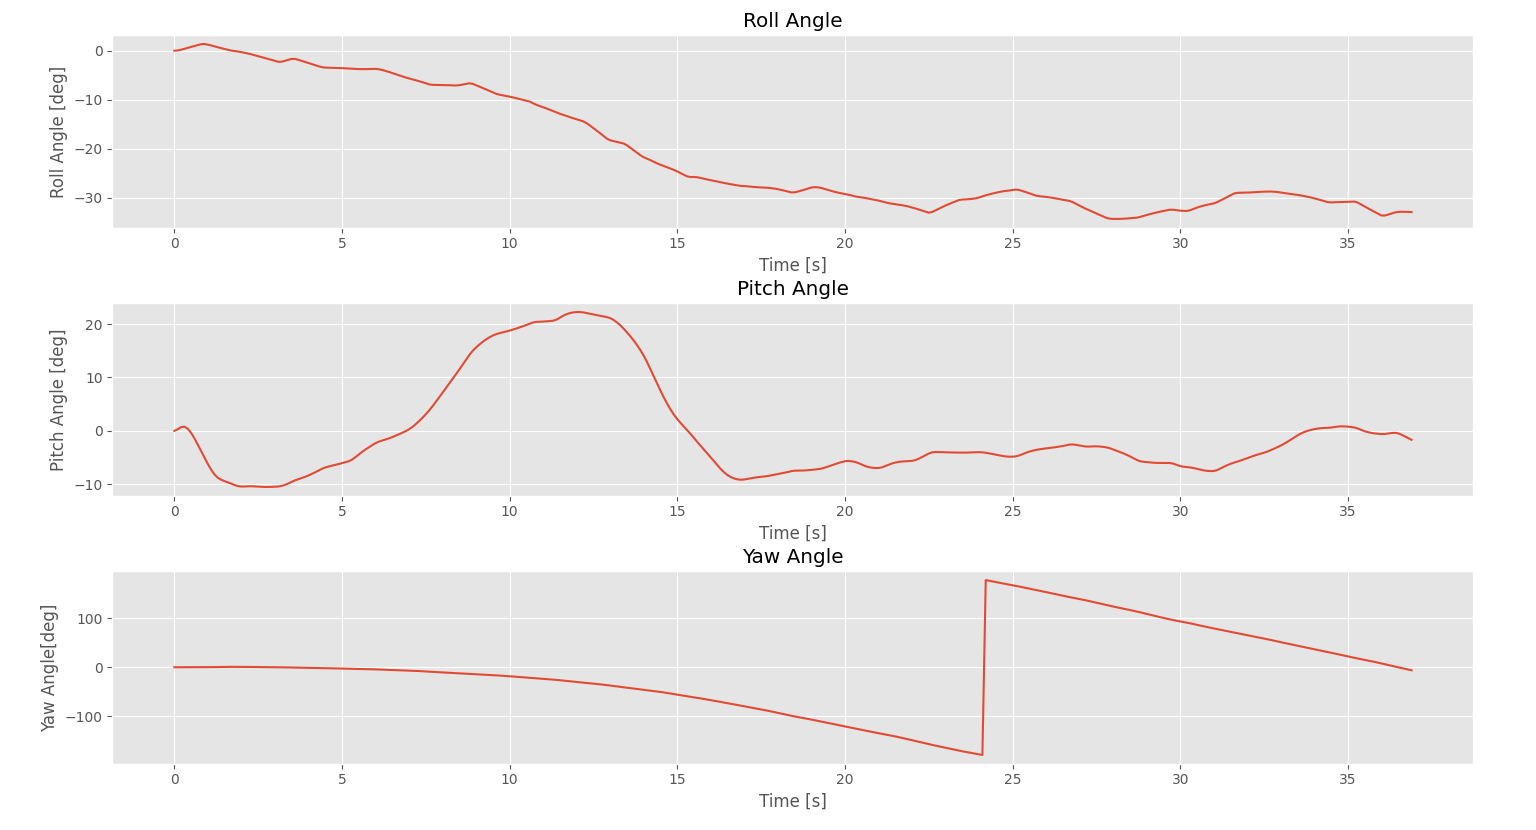 Roll Angle
Roll Angle [deg]
0
−10
−20
−30
0 5 10 15 20 25 30 35
Time [s]
Pitch Angle
Pitch Angle [deg]
20
10
0
−10
0 5 10 15 20 25 30 35
Time [s]
Yaw Angle
Yaw Angle[deg]
100
0
−100
0 5 10 15 20 25 30 35
Time [s]